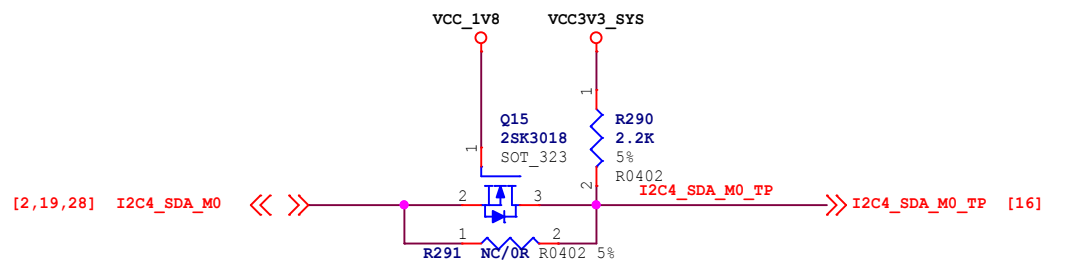 VCC_1V8
VCC3V3_SYS
1
Q15
2SK3018
SOT_323
1
R290
2.2K
5%
R0402
1
2
[2,19,28] I2C4_SDA_M0
2
3
I2C4_SDA_M0_TP
I2C4_SDA_M0_TP [16]
1
2
R291 NC/0R R0402 5%